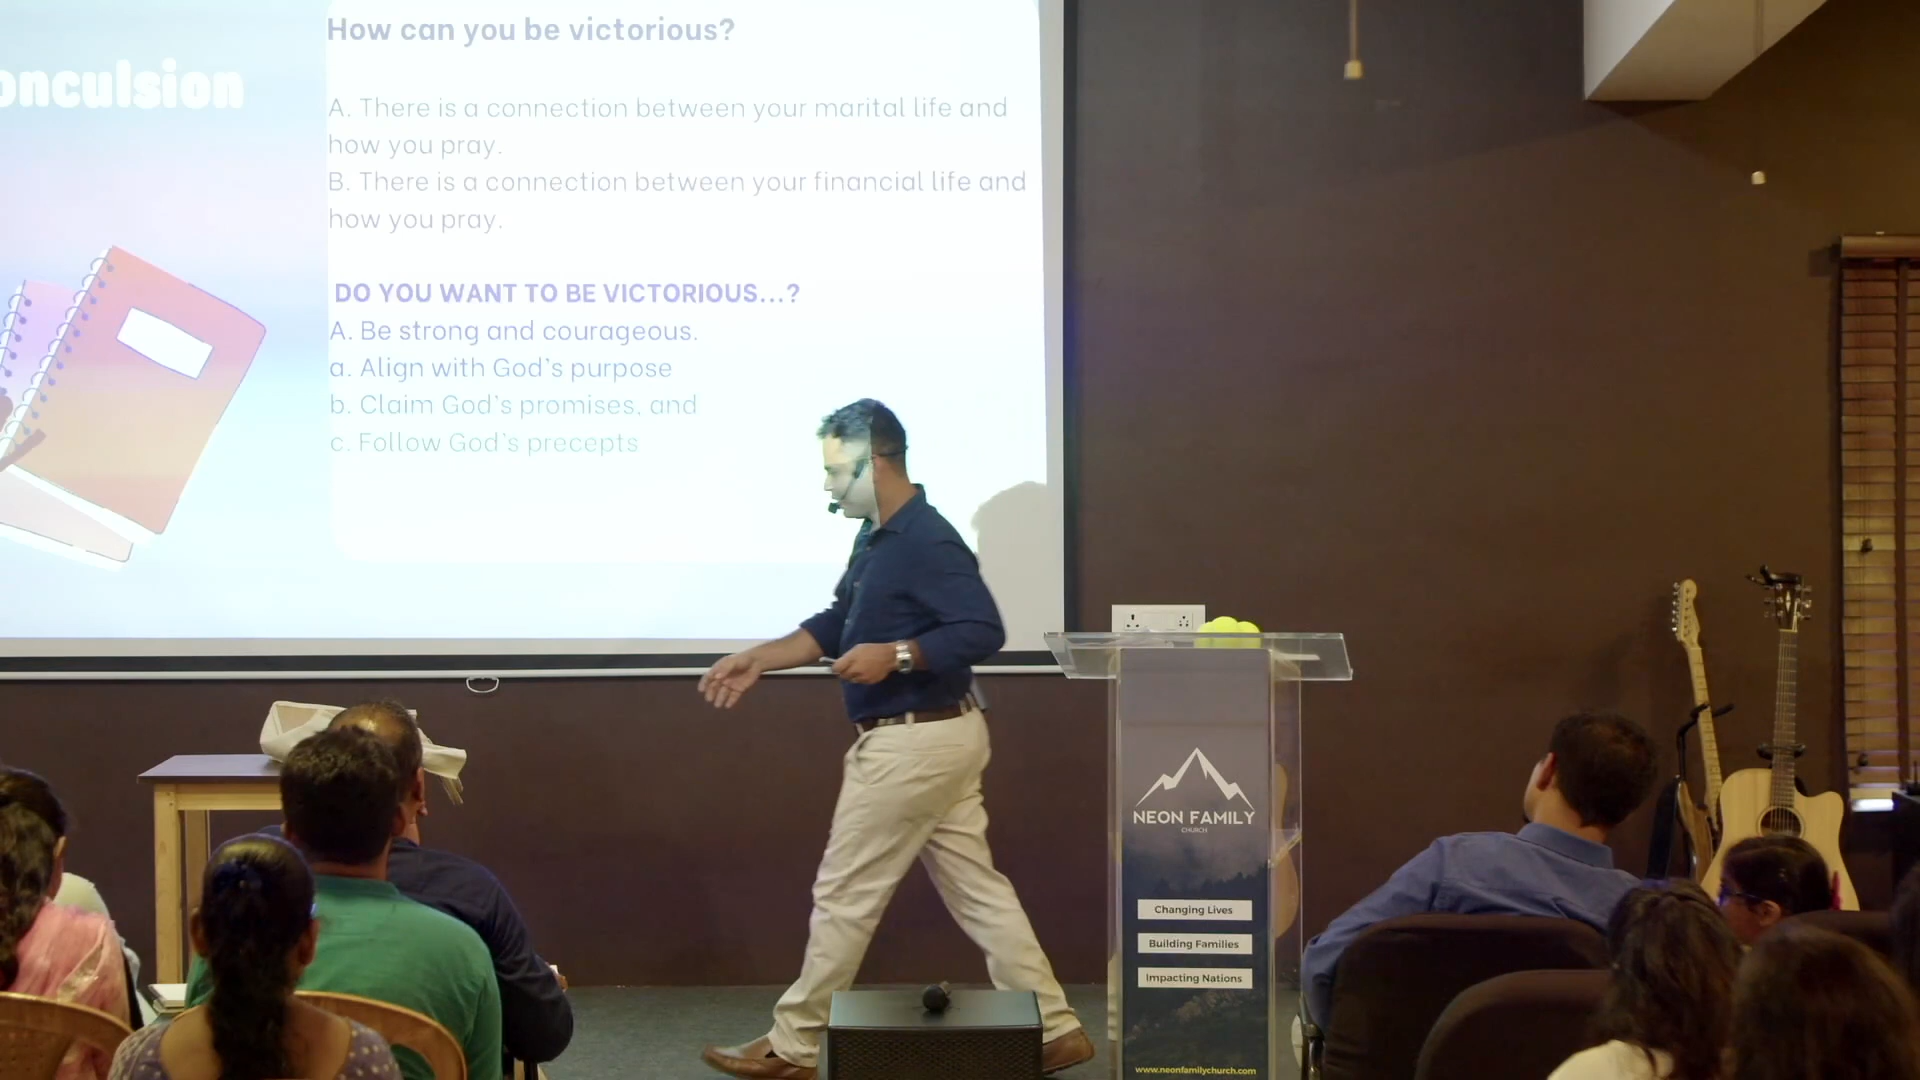 onculsion
How can you be victorious?
A. There is a connection between your marital life and
how you pray.
B. There is a connection between your financial life and
how you pray.
DO YOU WANT TO BE VICTORIOUS...?
A. Be strong and courageous.
a. Align with God's purpose
b. Claim God's promises, and
c. Follow God's precepts
NEON FAMILY
CHURCH
Changing Lives
Building Families
Impacting Nations
www.neonfamilychurch.com